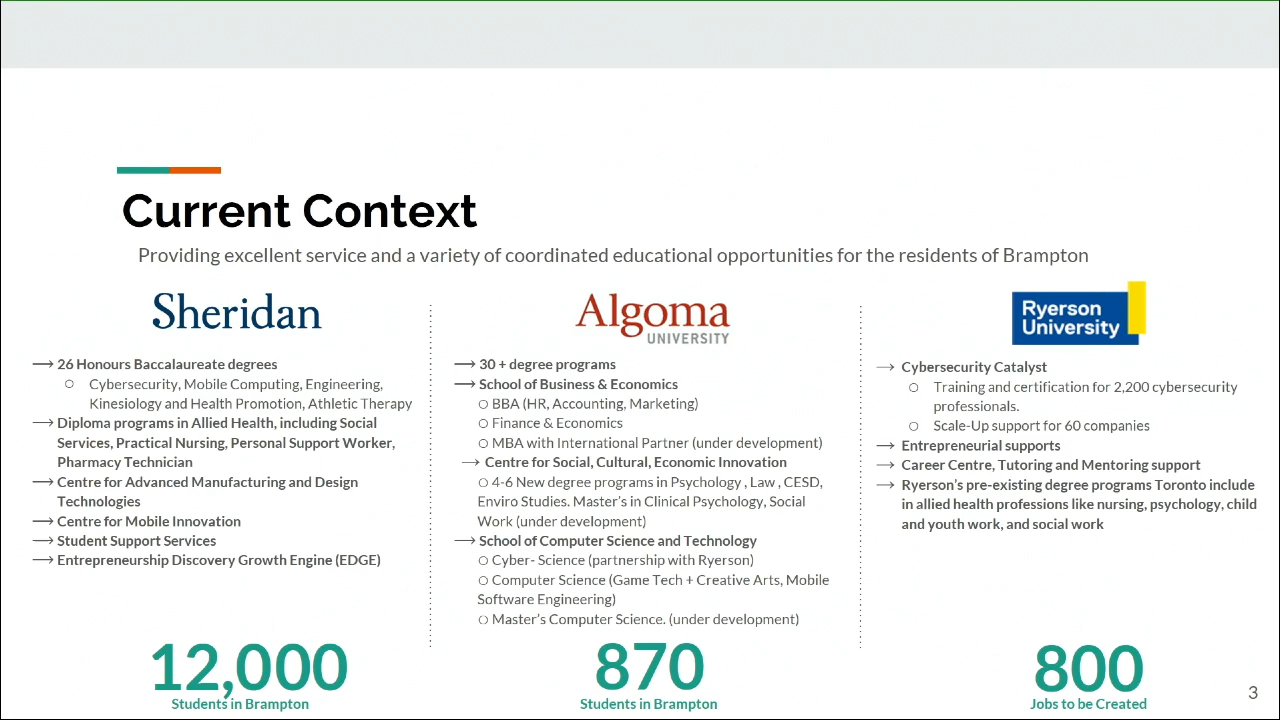 Current Context
Providing excellent service and a variety of coordinated educational opportunities for the residents of Brampton
Sheridan
⟶ 26 Honours Baccalaureate degrees
○ Cybersecurity, Mobile Computing, Engineering,
Kinesiology and Health Promotion, Athletic Therapy
⟶ Diploma programs in Allied Health, including Social
Services, Practical Nursing, Personal Support Worker,
Pharmacy Technician
⟶ Centre for Advanced Manufacturing and Design
Technologies
⟶ Centre for Mobile Innovation
⟶ Student Support Services
⟶ Entrepreneurship Discovery Growth Engine (EDGE)
12,000
Students in Brampton
Algoma
UNIVERSITY
⟶ 30 + degree programs
⟶ School of Business & Economics
○ BBA (HR, Accounting, Marketing)
○ Finance & Economics
○ MBA with International Partner (under development)
⟶ Centre for Social, Cultural, Economic Innovation
○ 4-6 New degree programs in Psychology , Law , CESD,
Enviro Studies. Master's in Clinical Psychology, Social
Work (under development)
⟶ School of Computer Science and Technology
○ Cyber- Science (partnership with Ryerson)
○ Computer Science (Game Tech + Creative Arts, Mobile
Software Engineering)
○ Master's Computer Science. (under development)
870
Students in Brampton
Ryerson
University
⟶ Cybersecurity Catalyst
○ Training and certification for 2,200 cybersecurity
professionals.
○ Scale-Up support for 60 companies
⟶ Entrepreneurial supports
⟶ Career Centre, Tutoring and Mentoring support
⟶ Ryerson's pre-existing degree programs Toronto include
in allied health professions like nursing, psychology, child
and youth work, and social work
800
Jobs to be Created
3